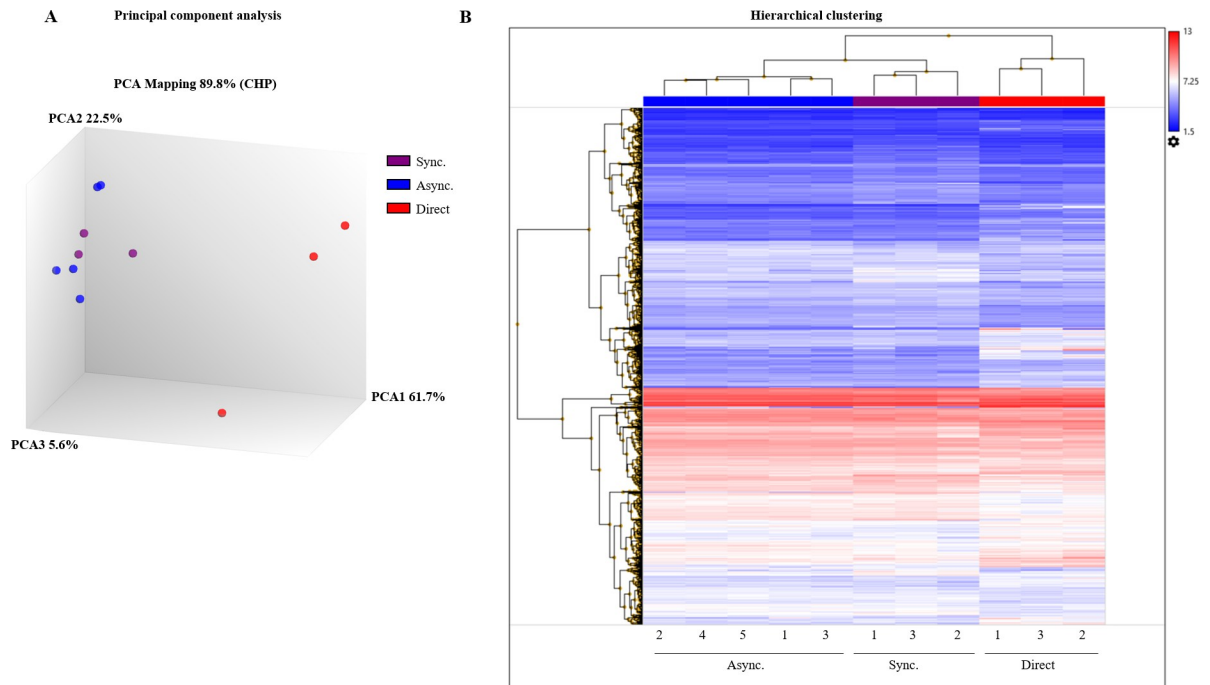 A
Principal component analysis
PCA Mapping 89.8% (CHP)
PCA2 22.5%
Sync.
Async.
Direct
PCA1 61.7%
PCA3 5.6%
B
Hierarchical clustering
13
7.25
1.5
2 4 5 1 3 1 3 2 1 3 2
Async. Sync. Direct